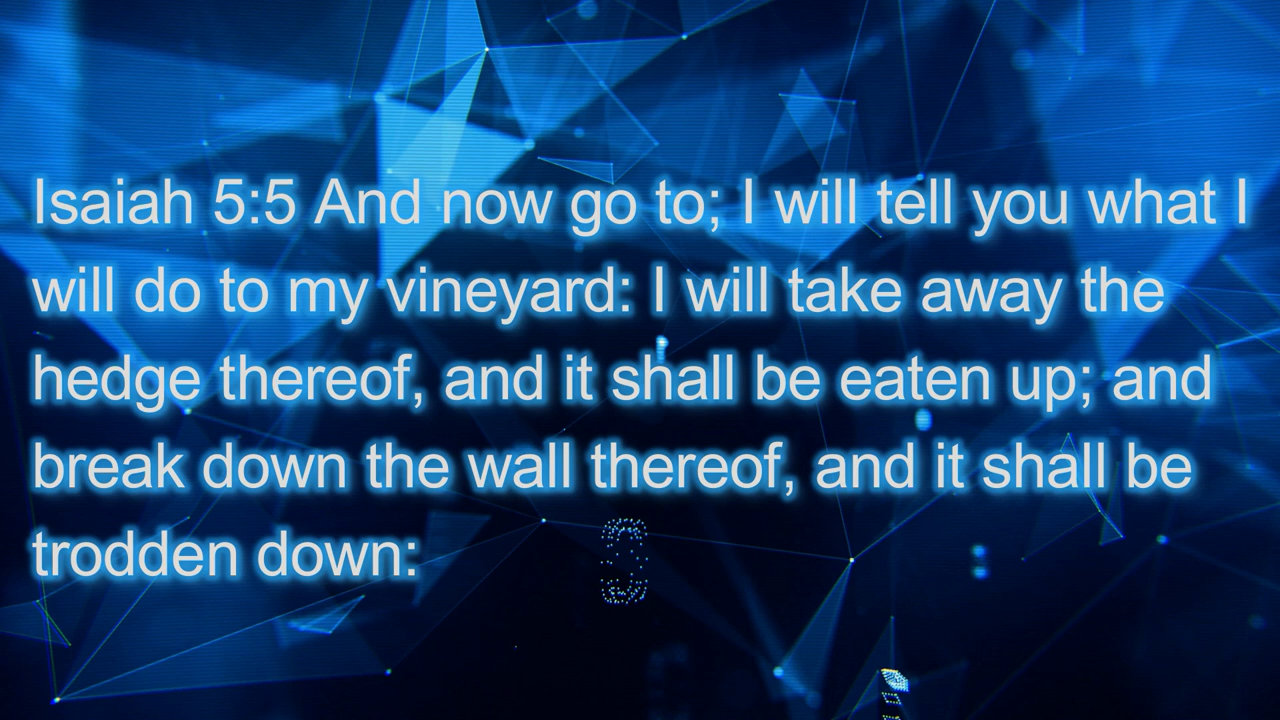 Isaiah 5:5 And now go to; I will tell you what I
will do to my vineyard: I will take away the
hedge thereof, and it shall be eaten up; and
break down the wall thereof, and it shall be
trodden down: